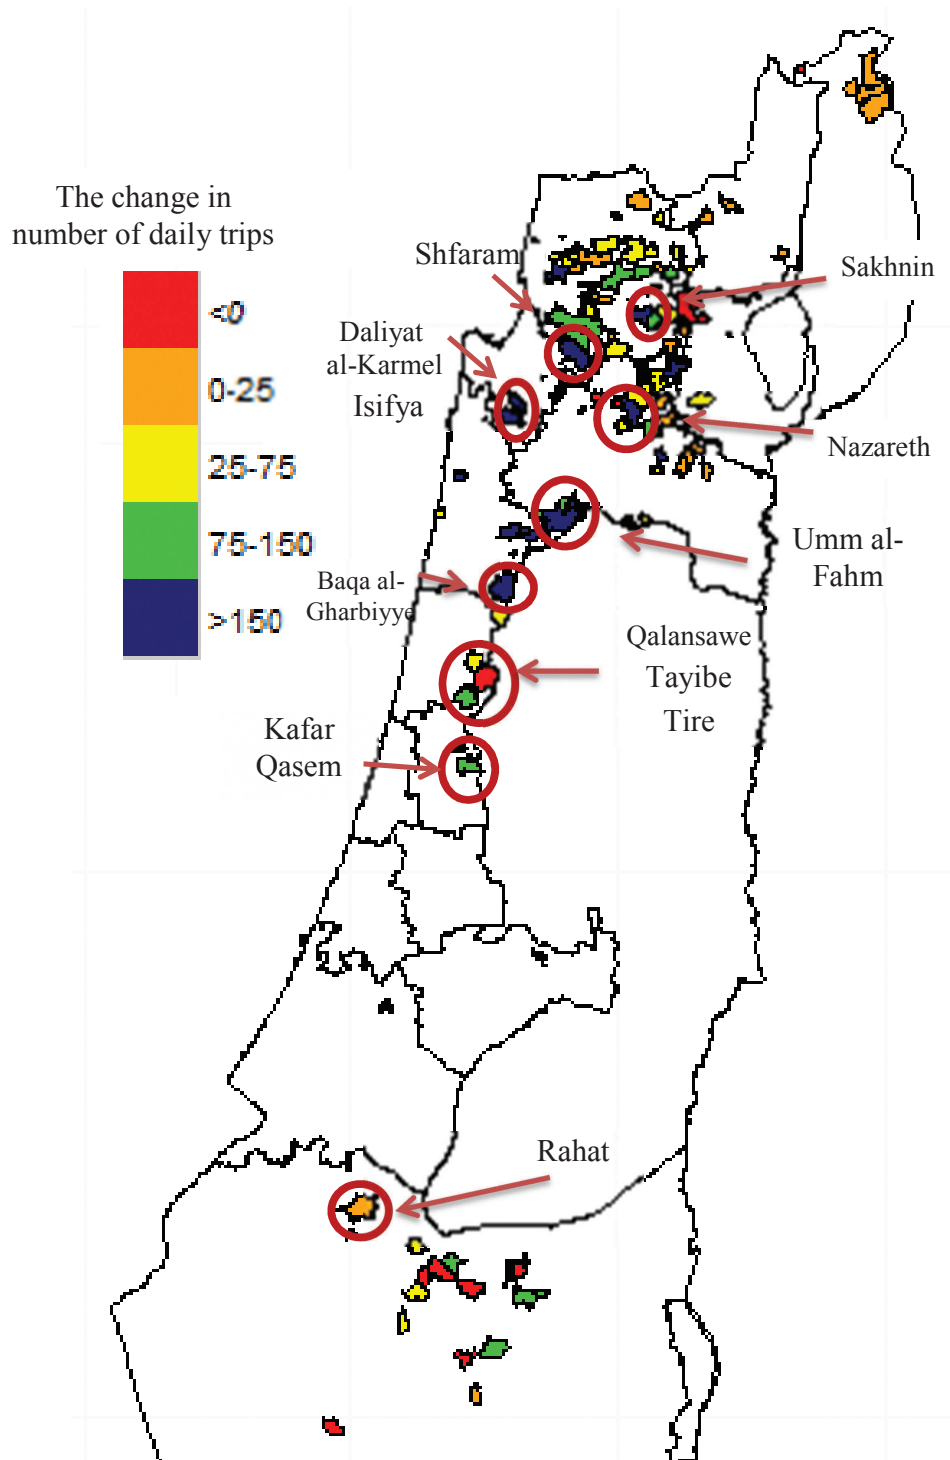 The change in
number of daily trips
<0
0-25
25-75
75-150
>150
Shfaram
Sakhnin
Daliyat
al-Karmel
Isifya
Nazareth
Umm al-
Fahm
Baqa al-
Gharbiyye
Qalansawe
Tayibe
Tire
Kafar
Qasem
Rahat